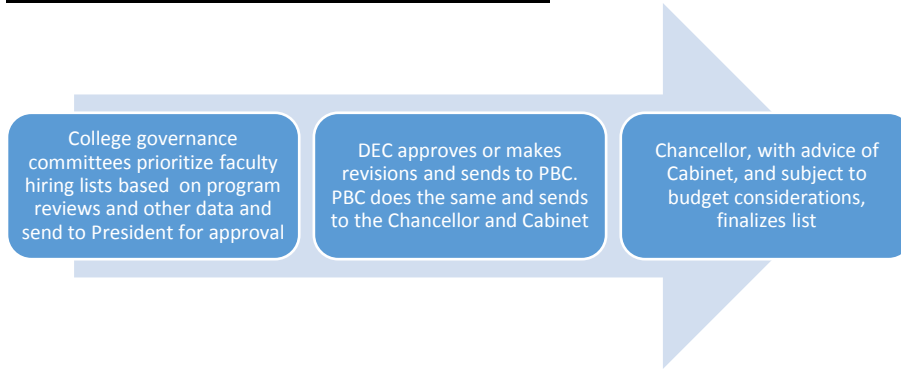 College governance
committees prioritize faculty
hiring lists based on program
reviews and other data and
send to President for approval
DEC approves or makes
revisions and sends to PBC.
PBC does the same and sends
to the Chancellor and Cabinet
Chancellor, with advice of
Cabinet, and subject to
budget considerations,
finalizes list